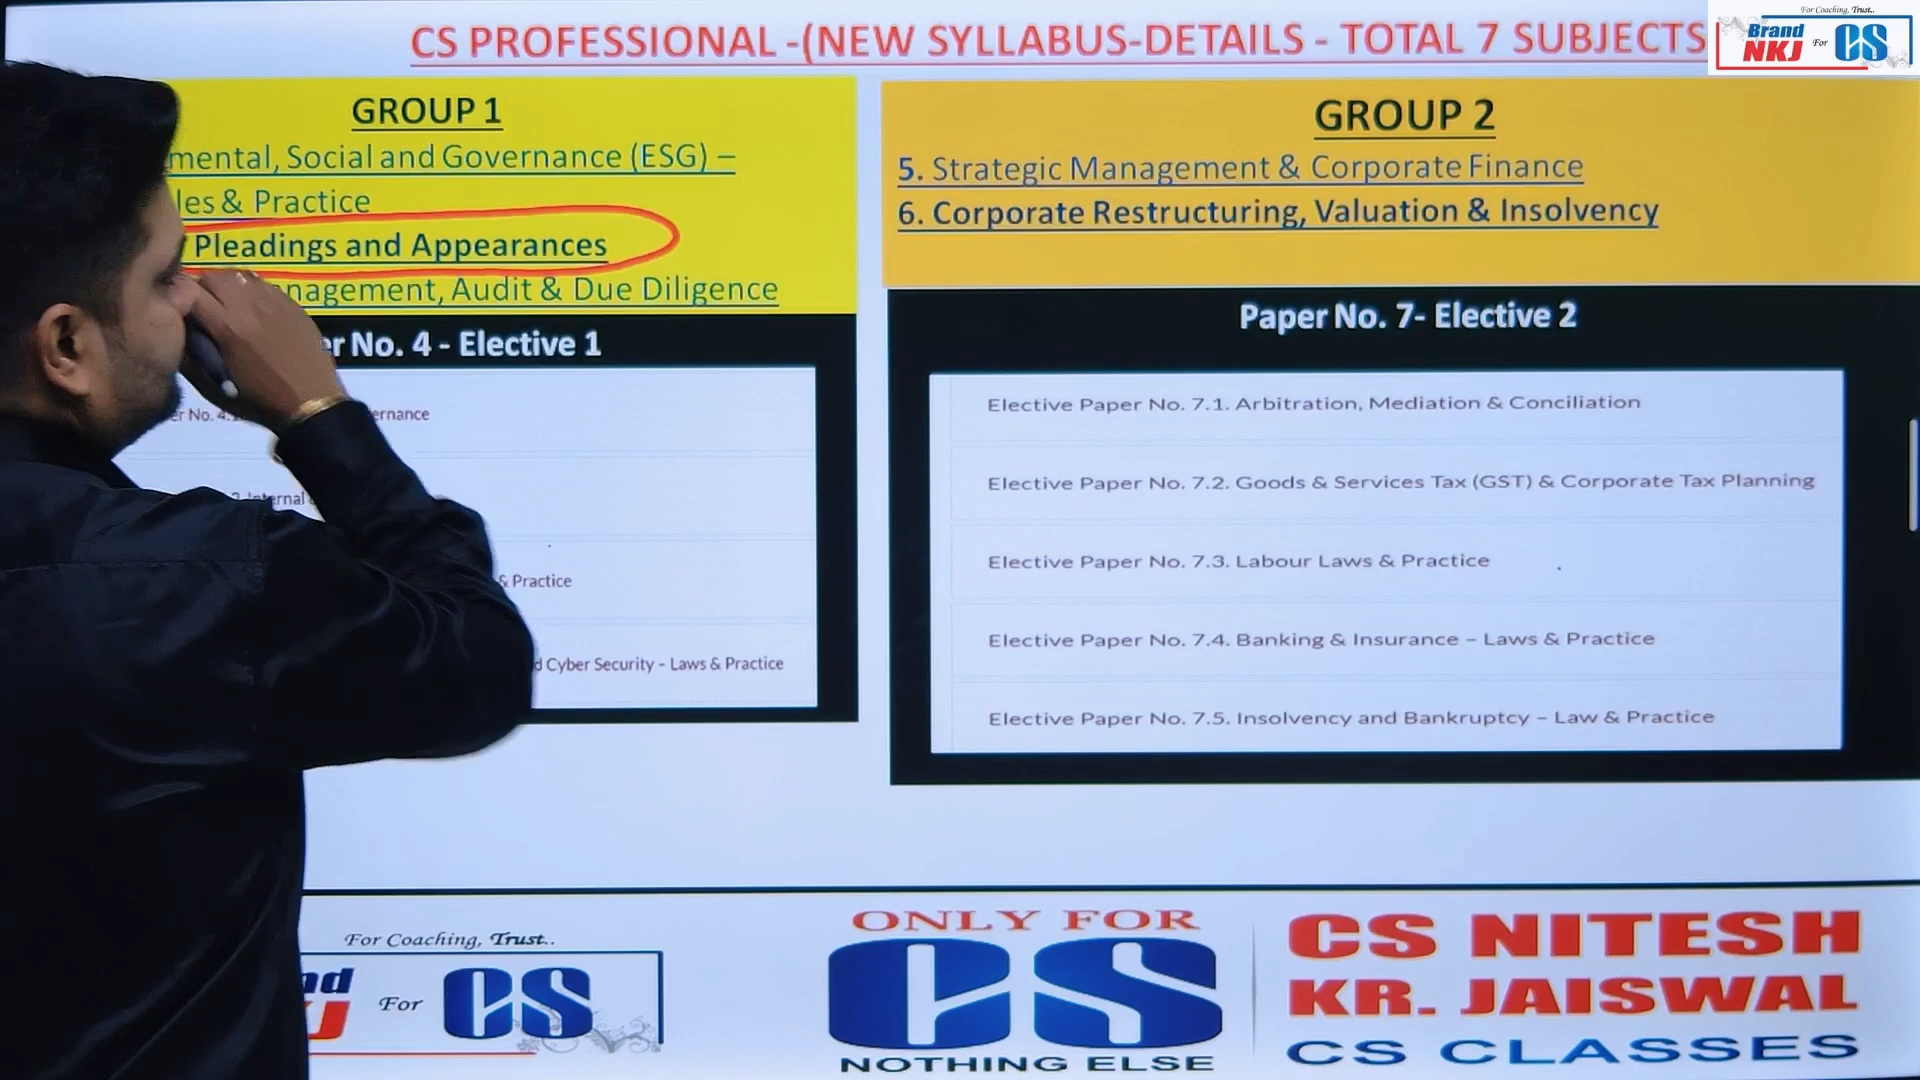 CS PROFESSIONAL -(NEW SYLLABUS-DETAILS - TOTAL 7 SUBJECTS
For Coaching, Trust..
Brand NKJ For CS
GROUP 1
mental, Social and Governance (ESG) –
les & Practice
Pleadings and Appearances
nagement, Audit & Due Diligence
er No. 4 - Elective 1
er No. 4. ernance
2. Internal
& Practice
d Cyber Security – Laws & Practice
GROUP 2
5. Strategic Management & Corporate Finance
6. Corporate Restructuring, Valuation & Insolvency
Paper No. 7- Elective 2
Elective Paper No. 7.1. Arbitration, Mediation & Conciliation
Elective Paper No. 7.2. Goods & Services Tax (GST) & Corporate Tax Planning
Elective Paper No. 7.3. Labour Laws & Practice
Elective Paper No. 7.4. Banking & Insurance – Laws & Practice
Elective Paper No. 7.5. Insolvency and Bankruptcy – Law & Practice
For Coaching, Trust..
nd
J For CS
ONLY FOR
CS
NOTHING ELSE
CS NITESH
KR. JAISWAL
CS CLASSES